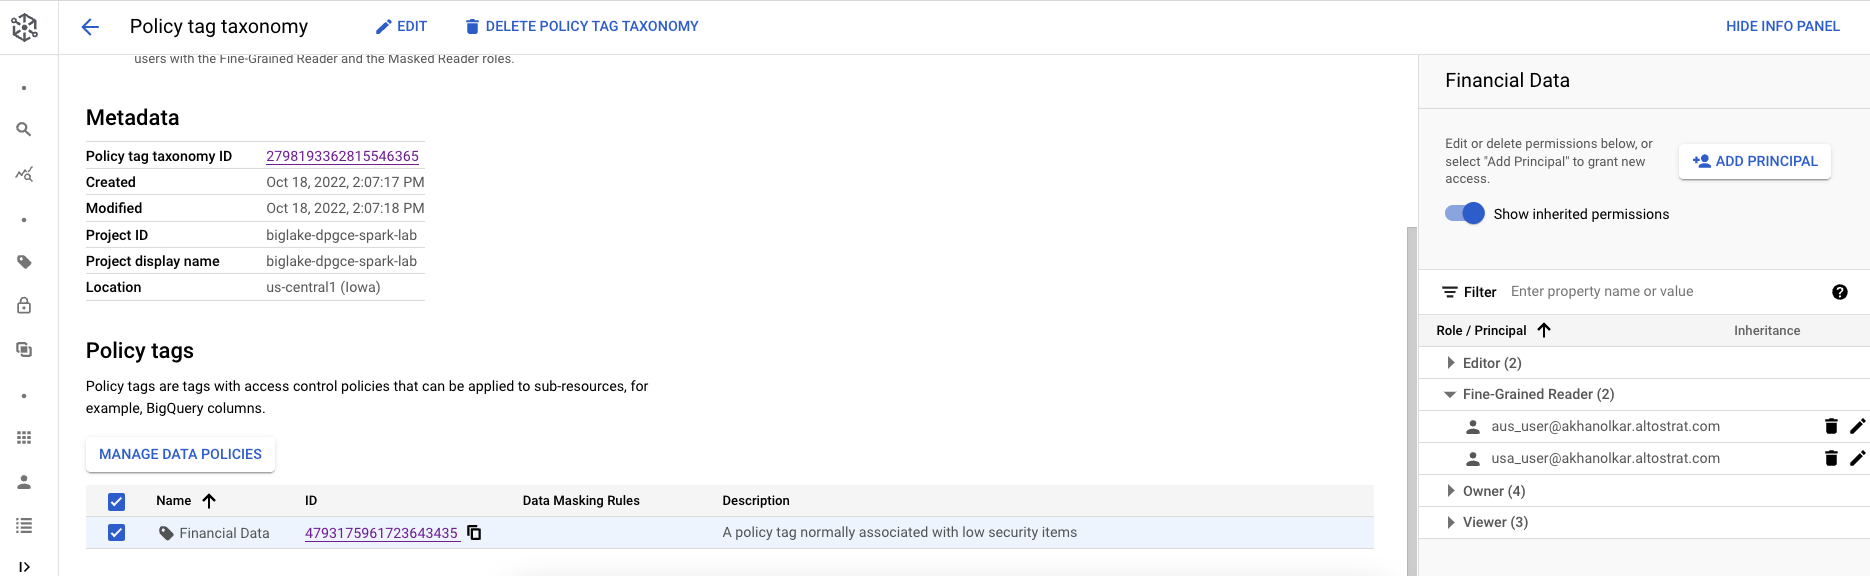 Policy tag taxonomy
EDIT
DELETE POLICY TAG TAXONOMY
HIDE INFO PANEL
users with the Fine-Grained Reader and the Masked Reader roles.
Metadata
Policy tag taxonomy ID 2798193362815546365
Created Oct 18, 2022, 2:07:17 PM
Modified Oct 18, 2022, 2:07:18 PM
Project ID biglake-dpgce-spark-lab
Project display name biglake-dpgce-spark-lab
Location us-central1 (Iowa)
Policy tags
Policy tags are tags with access control policies that can be applied to sub-resources, for
example, BigQuery columns.
MANAGE DATA POLICIES
Name ID Data Masking Rules Description
Financial Data 4793175961723643435 A policy tag normally associated with low security items
Financial Data
Edit or delete permissions below, or
select "Add Principal" to grant new
access.
ADD PRINCIPAL
Show inherited permissions
Filter Enter property name or value
Role / Principal Inheritance
Editor (2)
Fine-Grained Reader (2)
aus_user@akhanolkar.altostrat.com
usa_user@akhanolkar.altostrat.com
Owner (4)
Viewer (3)